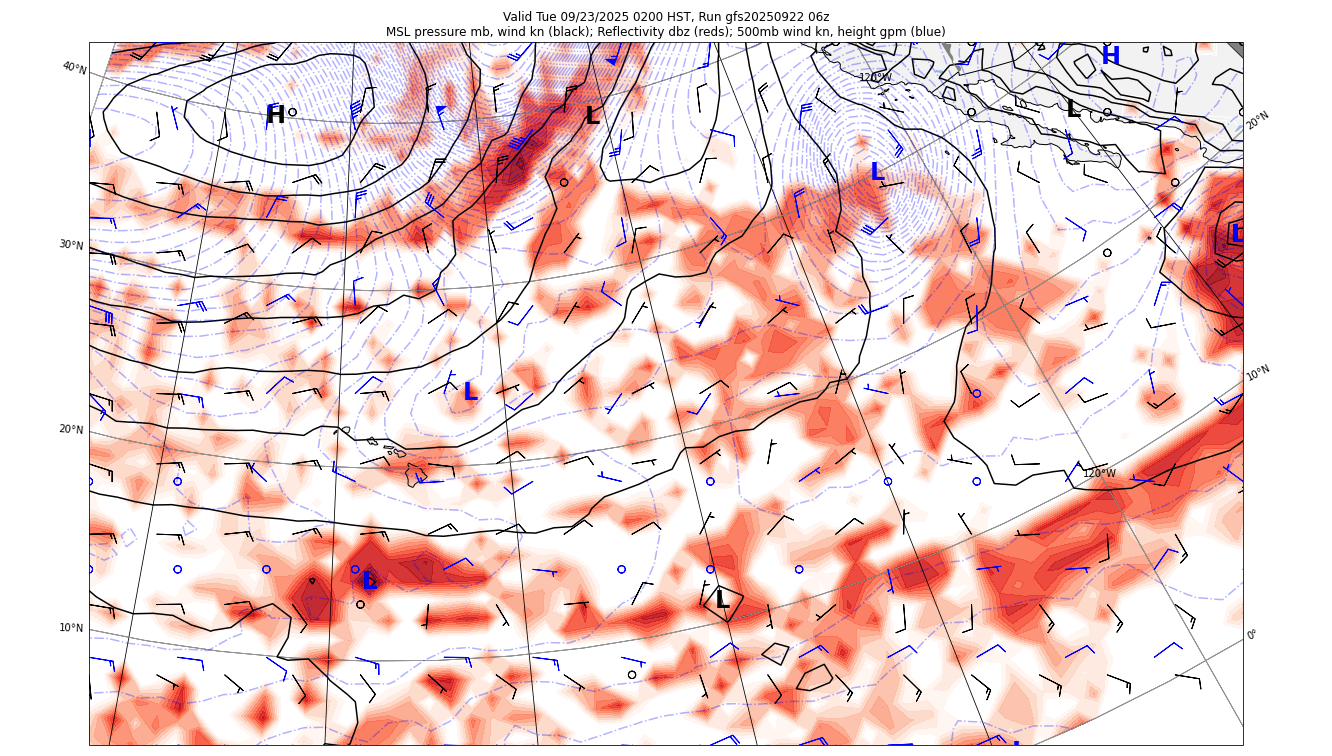 Valid Tue 09/23/2025 0200 HST, Run gfs20250922 06z
MSL pressure mb, wind kn (black); Reflectivity dbz (reds); 500mb wind kn, height gpm (blue)
H
40°N
120°W
H
L
L
20°N
L
30°N
L
10°N
L
20°N
120°W
L
L
10°N
0°
L